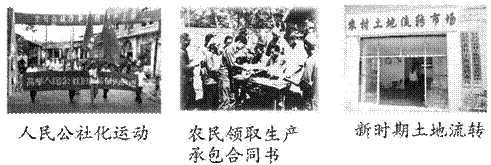 农村土地流转市场
人民公社化运动
农民领取生产
承包合同书
新时期土地流转